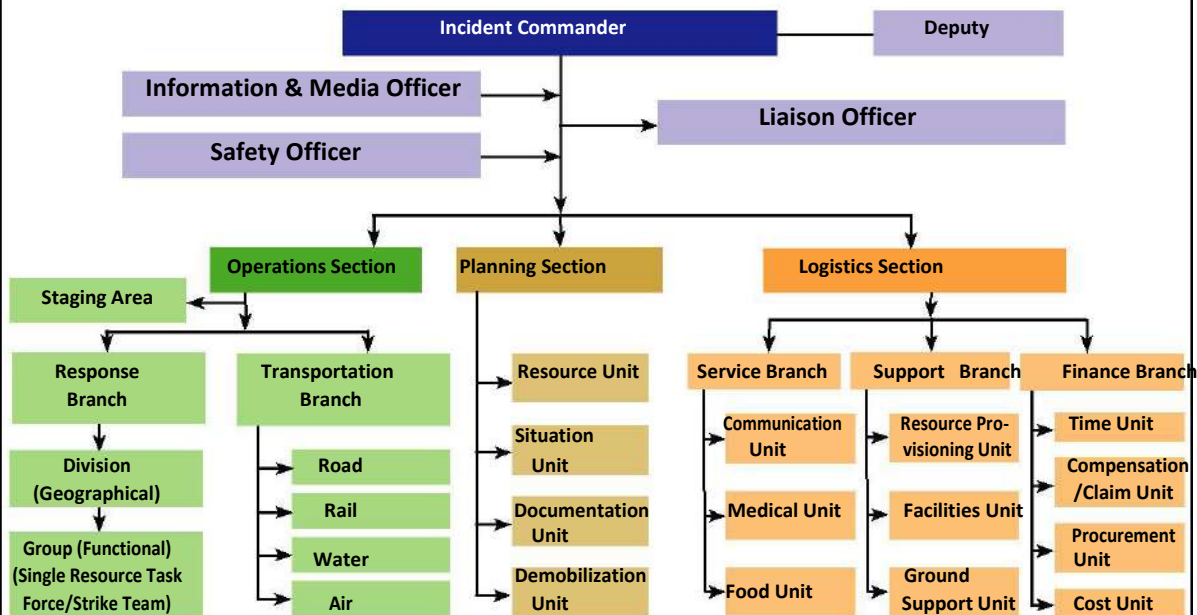 Incident Commander
Deputy
Information & Media Officer
Liaison Officer
Safety Officer
Operations Section
Planning Section
Logistics Section
Staging Area
Response
Branch
Transportation
Branch
Division
(Geographical)
Group (Functional)
(Single Resource Task
Force/Strike Team)
Road
Rail
Water
Air
Resource Unit
Situation
Unit
Documentation
Unit
Demobilization
Unit
Service Branch
Communication
Unit
Medical Unit
Food Unit
Support Branch
Resource Pro-
visioning Unit
Facilities Unit
Ground
Support Unit
Finance Branch
Time Unit
Compensation
/Claim Unit
Procurement
Unit
Cost Unit